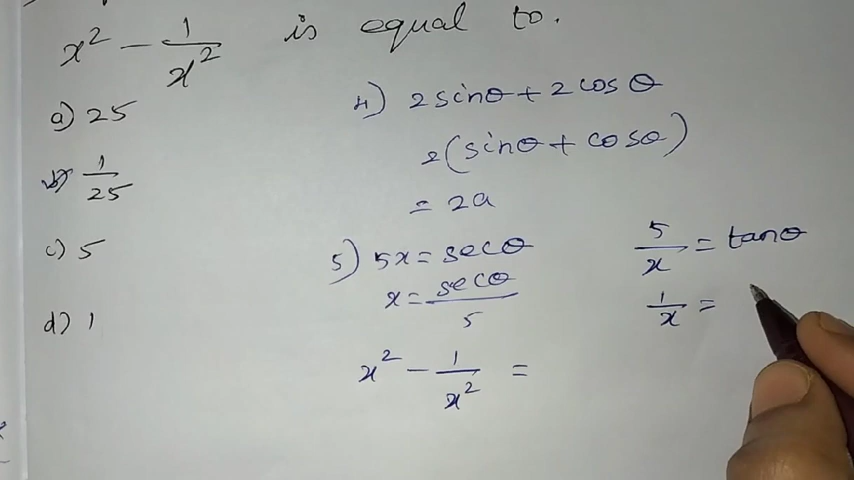 x² - 1/x² is equal to.
a) 25
b) 1/25
c) 5
d) 1
4) 2sinθ + 2cosθ
2(sinθ + cosθ)
= 2a
5) 5x = secθ
x = secθ/5
x² - 1/x² =
5/x = tanθ
1/x =